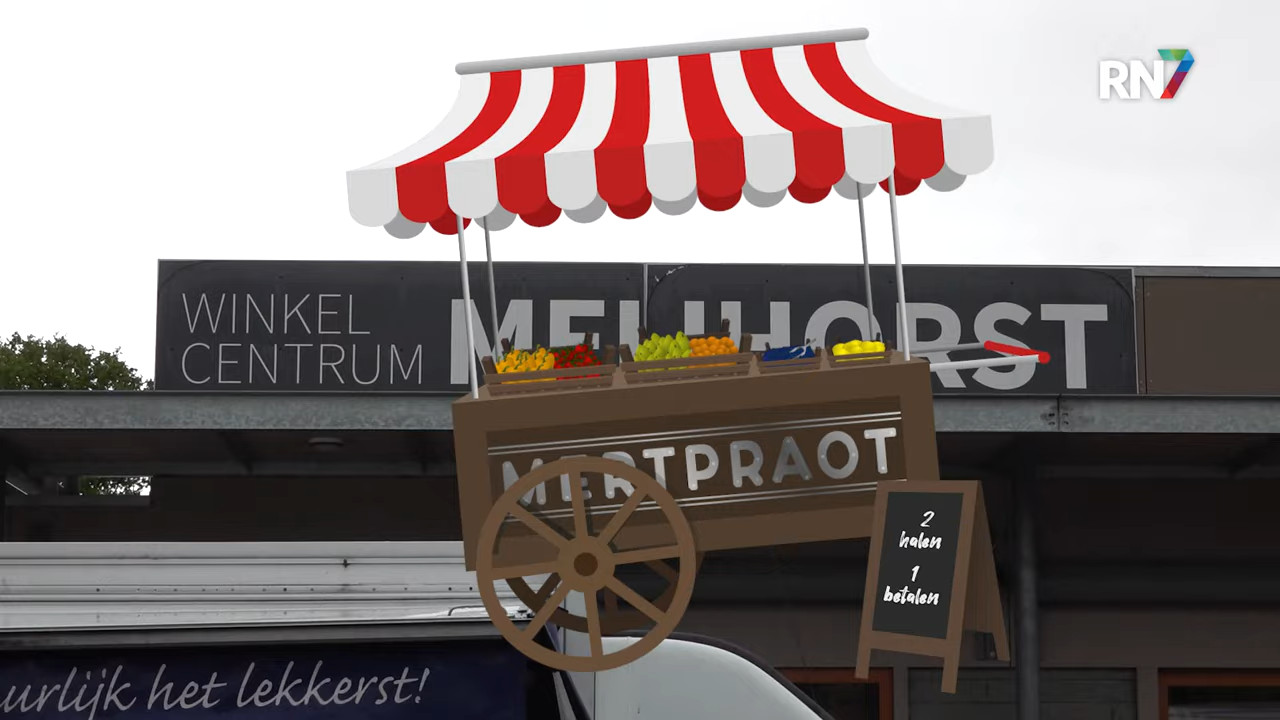 RN7
WINKEL
CENTRUM
MEIJHORST
MERTPRAOT
2
halen
1
betalen
urlijk het lekkerst!